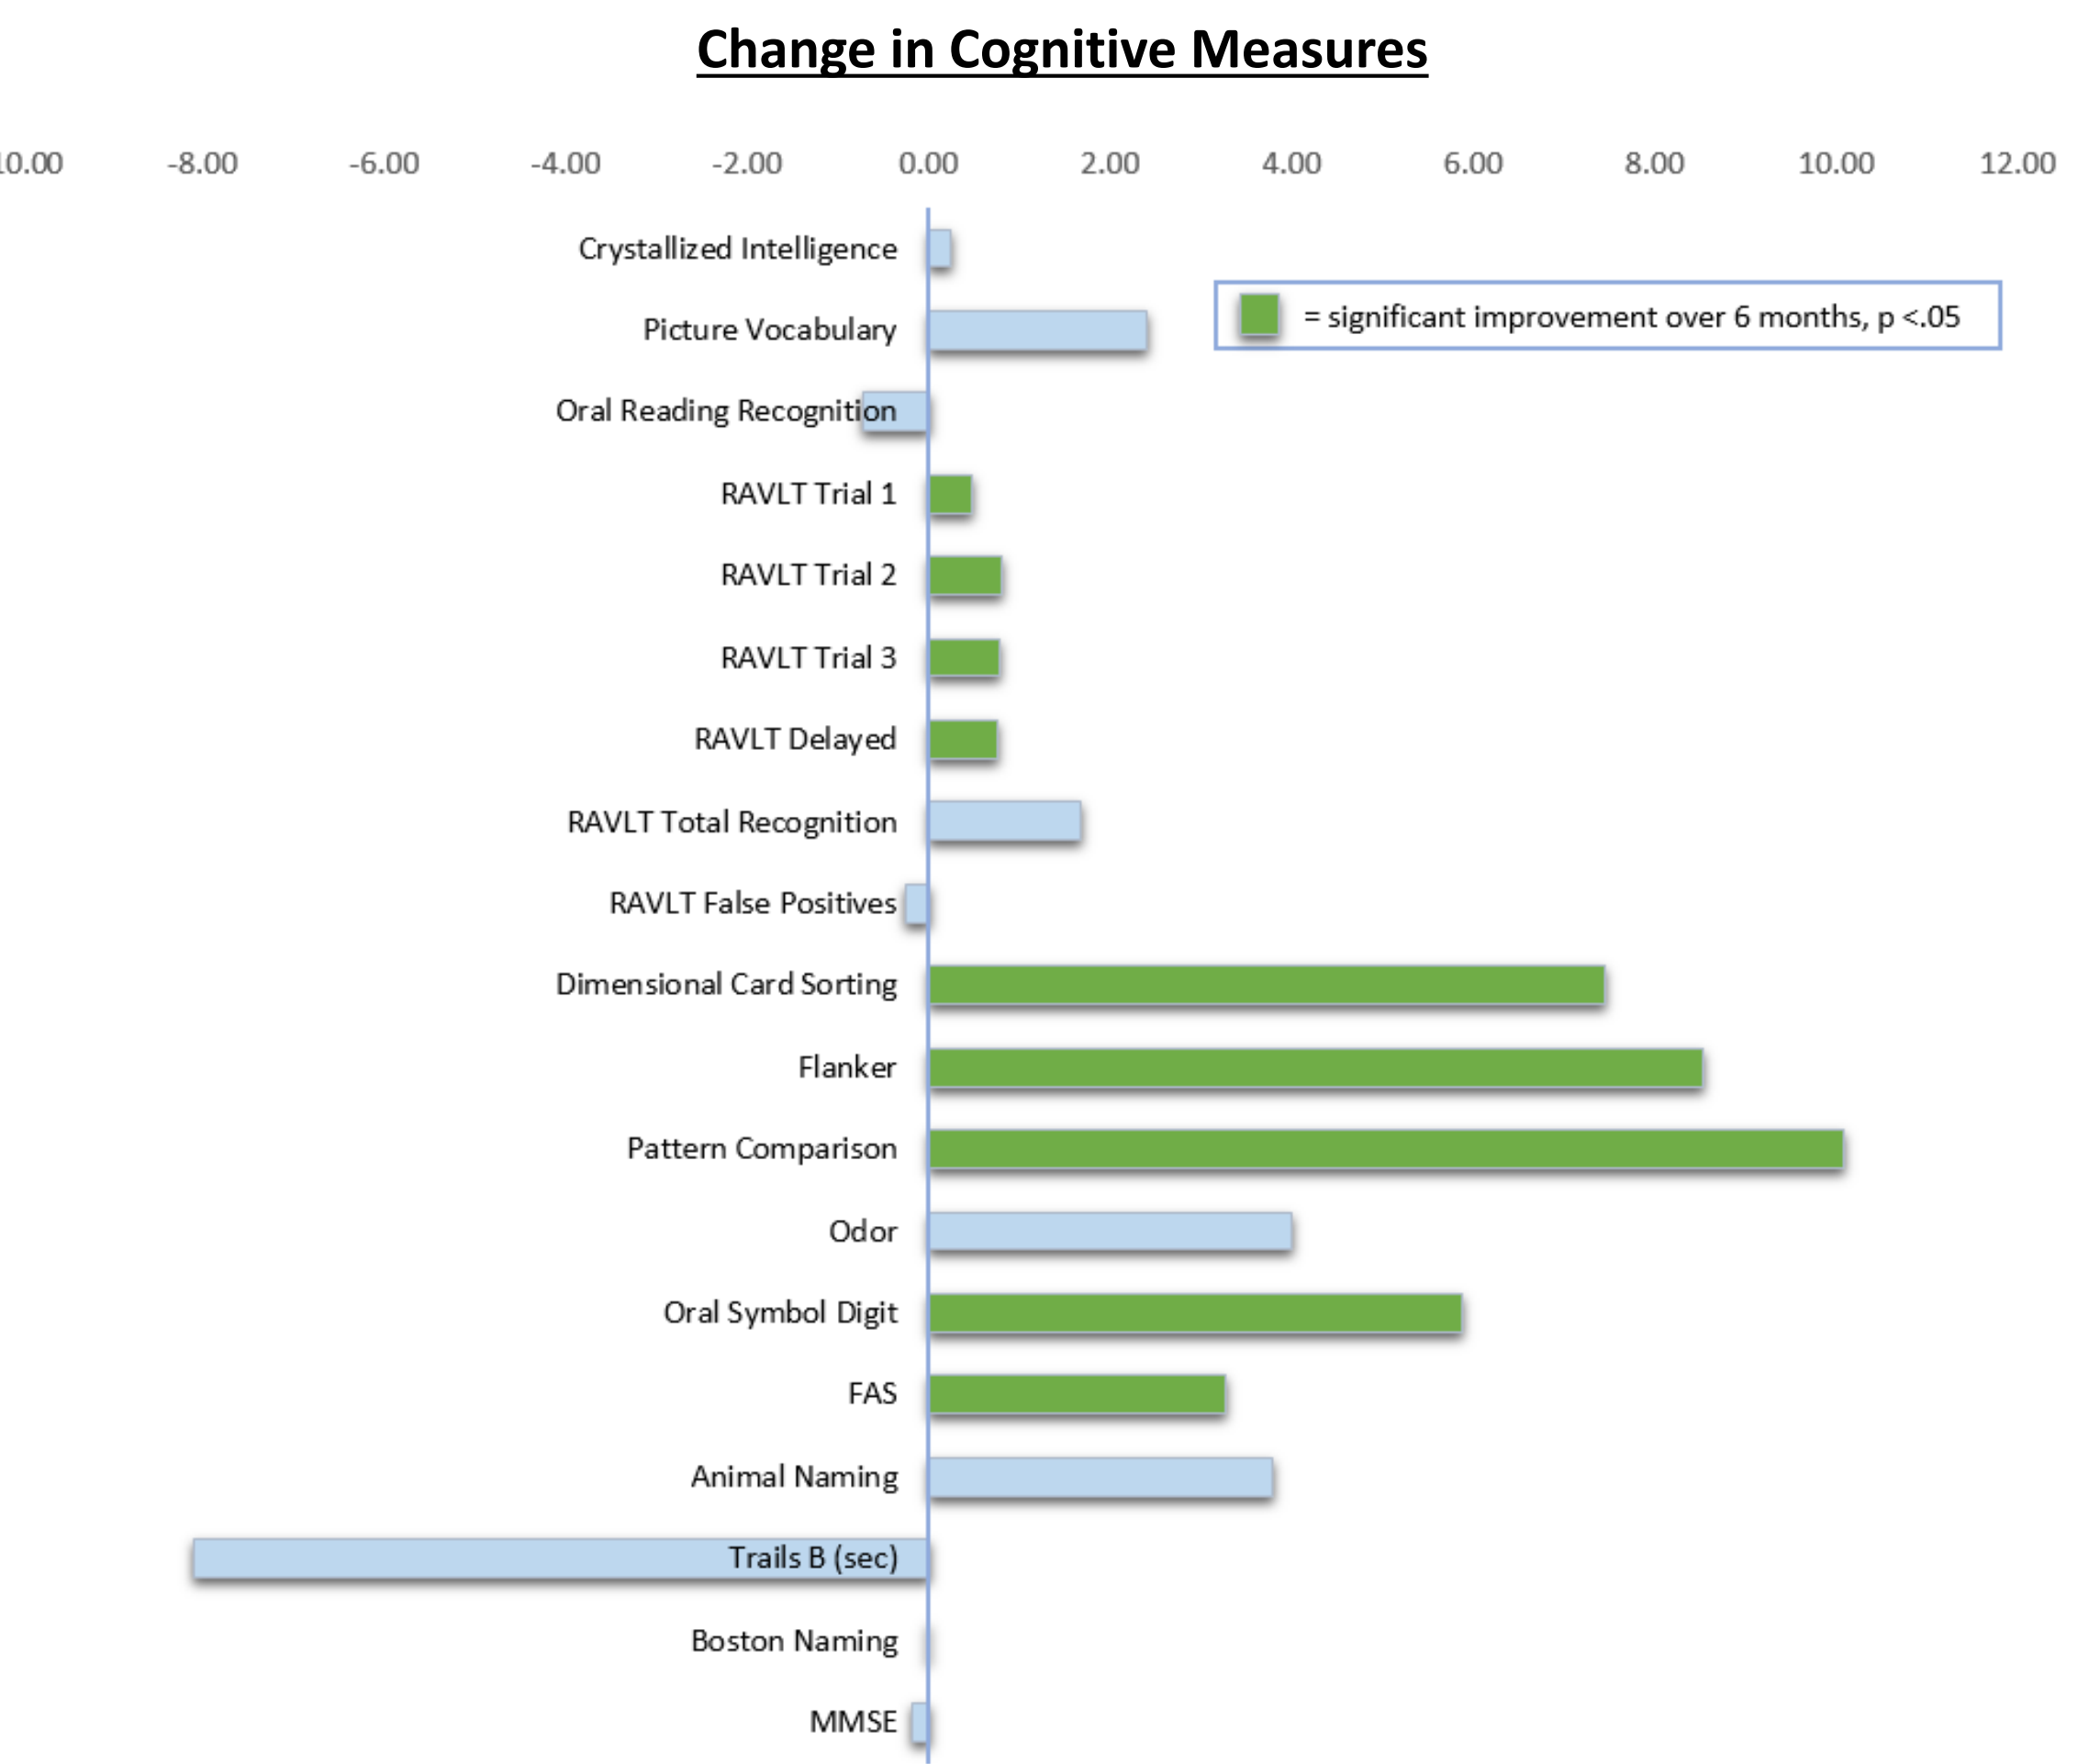 Change in Cognitive Measures
10.00 -8.00 -6.00 -4.00 -2.00 0.00 2.00 4.00 6.00 8.00 10.00 12.00
Crystallized Intelligence
= significant improvement over 6 months, p <.05
Picture Vocabulary
Oral Reading Recognition
RAVLT Trial 1
RAVLT Trial 2
RAVLT Trial 3
RAVLT Delayed
RAVLT Total Recognition
RAVLT False Positives
Dimensional Card Sorting
Flanker
Pattern Comparison
Odor
Oral Symbol Digit
FAS
Animal Naming
Trails B (sec)
Boston Naming
MMSE